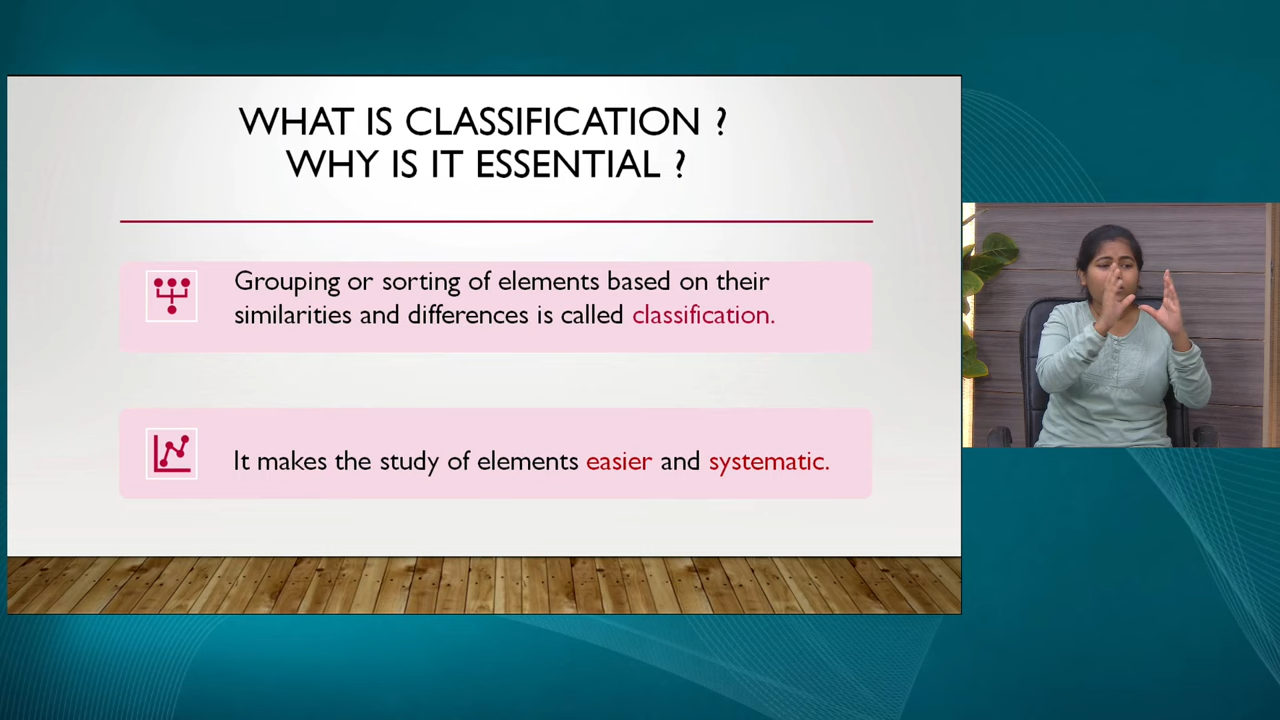 WHAT IS CLASSIFICATION ?
WHY IS IT ESSENTIAL ?
Grouping or sorting of elements based on their
similarities and differences is called classification.
It makes the study of elements easier and systematic.